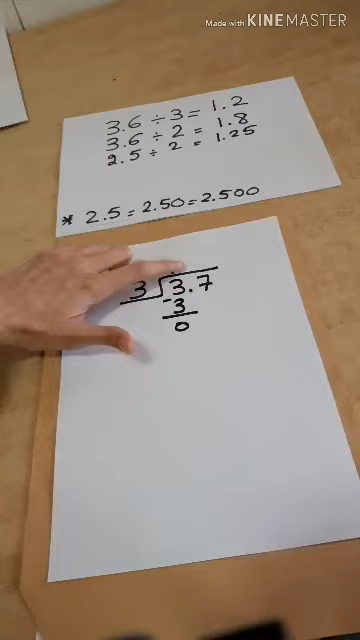 Made with KINEMASTER
3.6 ÷ 3 = 1.2
3.6 ÷ 2 = 1.8
2.5 ÷ 2 = 1.25
* 2.5 = 2.50 = 2.500
3 3.7
-3
0